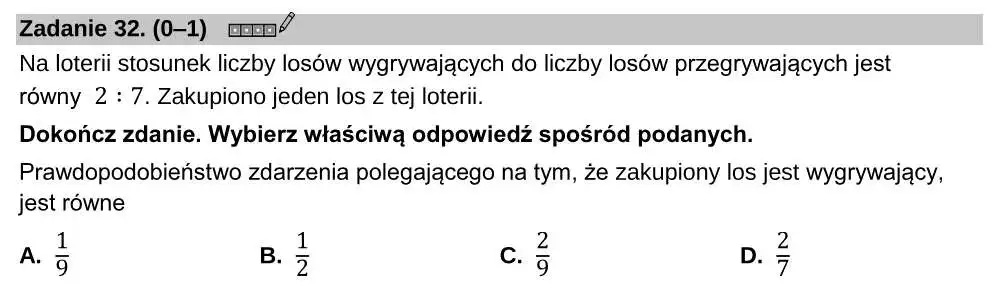 Zadanie 32. (0–1)
Na loterii stosunek liczby losów wygrywających do liczby losów przegrywających jest
równy 2 : 7. Zakupiono jeden los z tej loterii.
Dokończ zdanie. Wybierz właściwą odpowiedź spośród podanych.
Prawdopodobieństwo zdarzenia polegającego na tym, że zakupiony los jest wygrywający,
jest równe
A. 1/9 B. 1/2 C. 2/9 D. 2/7